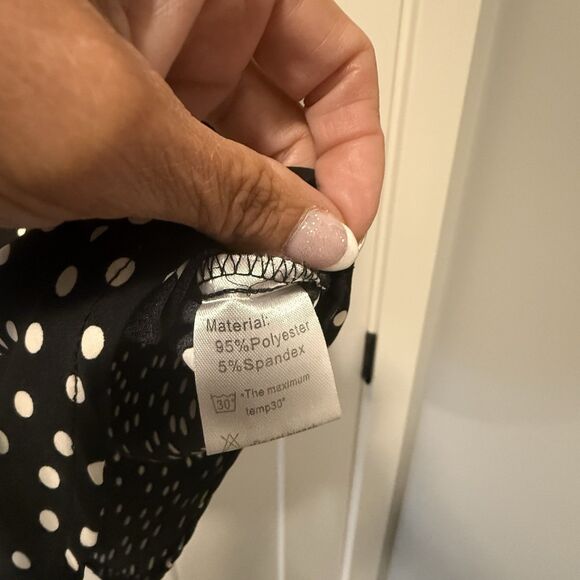 Material:
95%Polyester
5%Spandex
30° *The maximum
temp30°